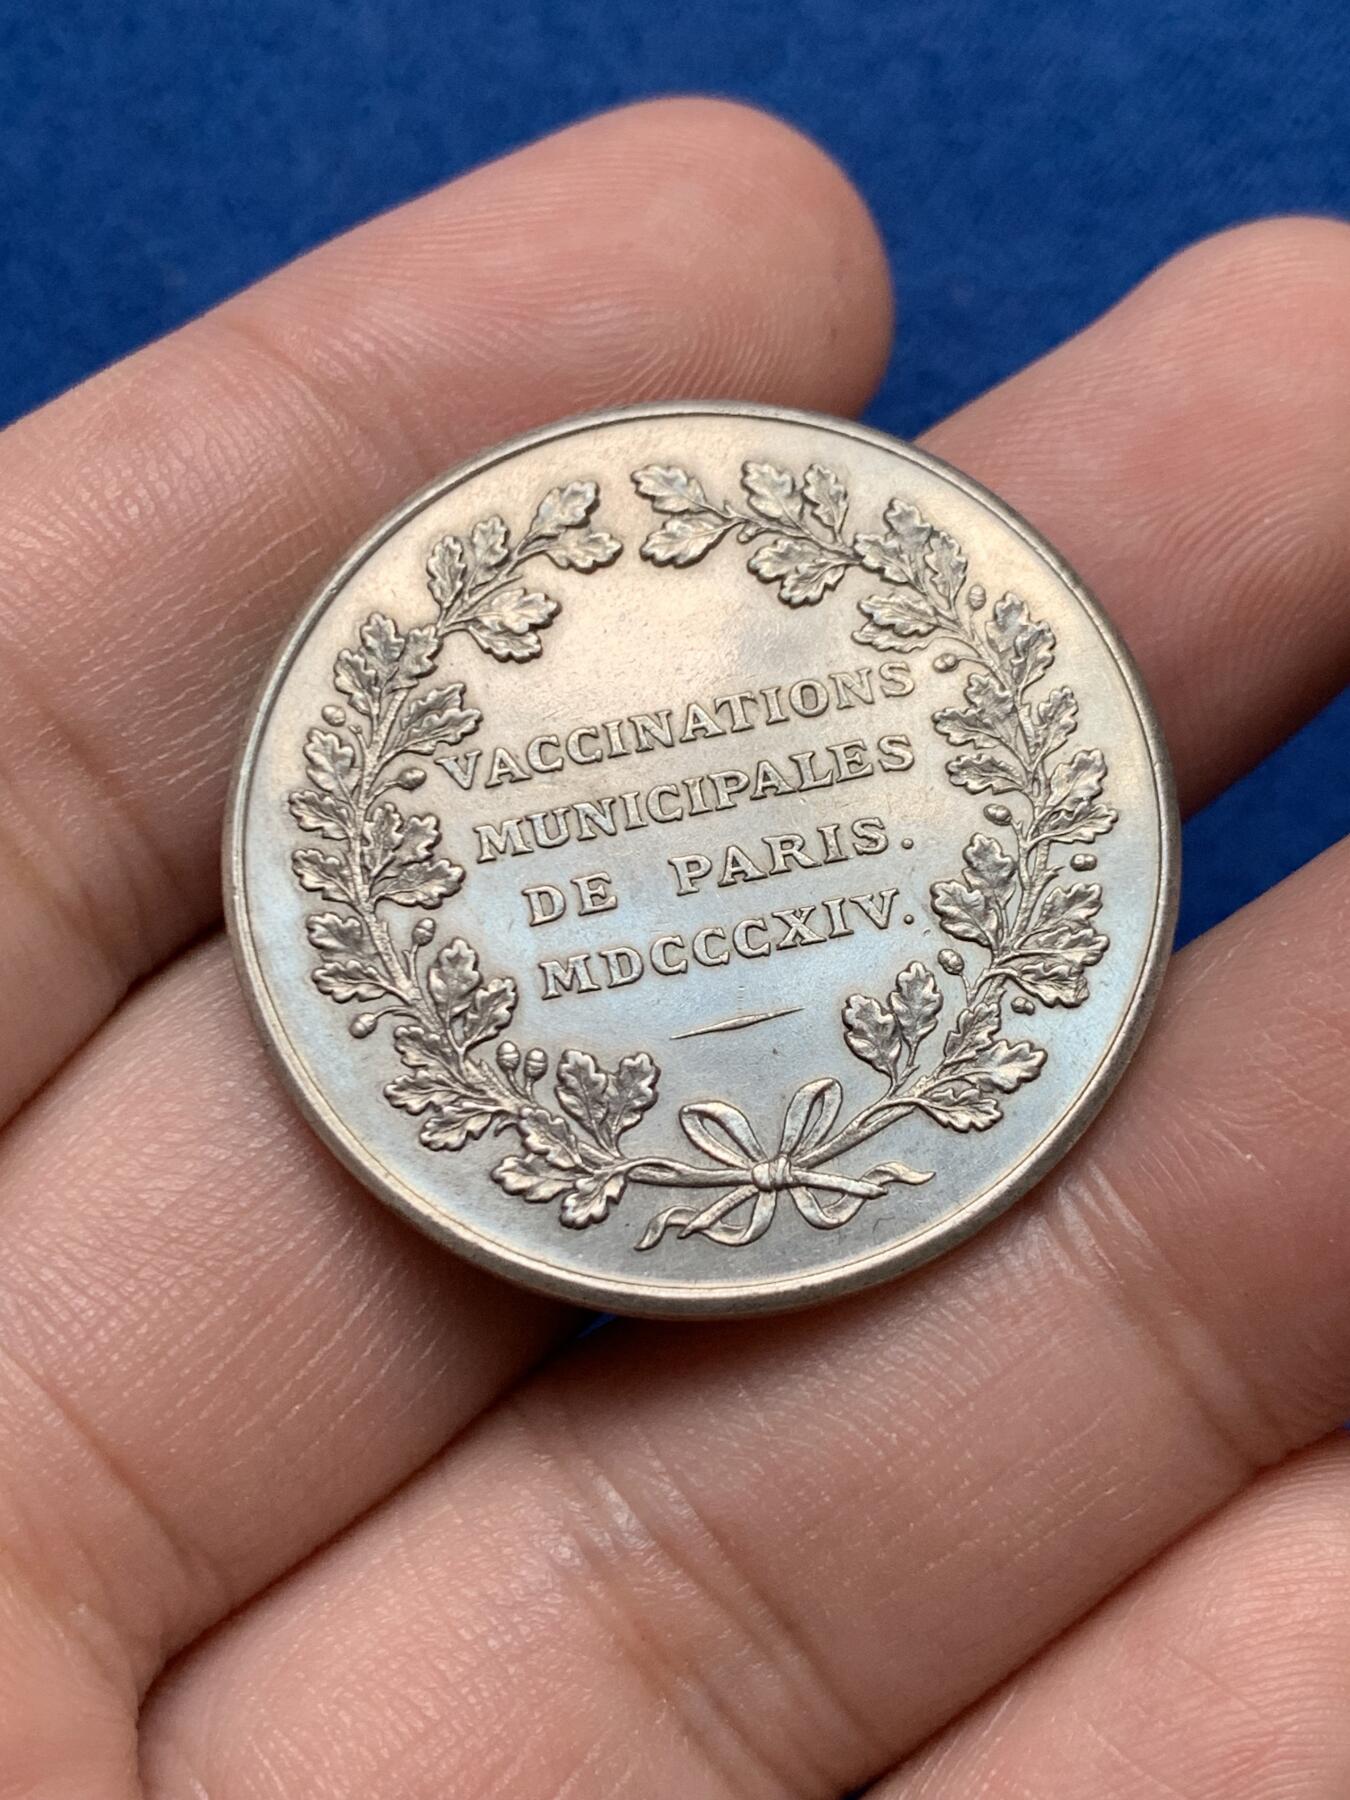 VACCINATIONS
MUNICIPALES
DE PARIS.
MDCCCXIV.